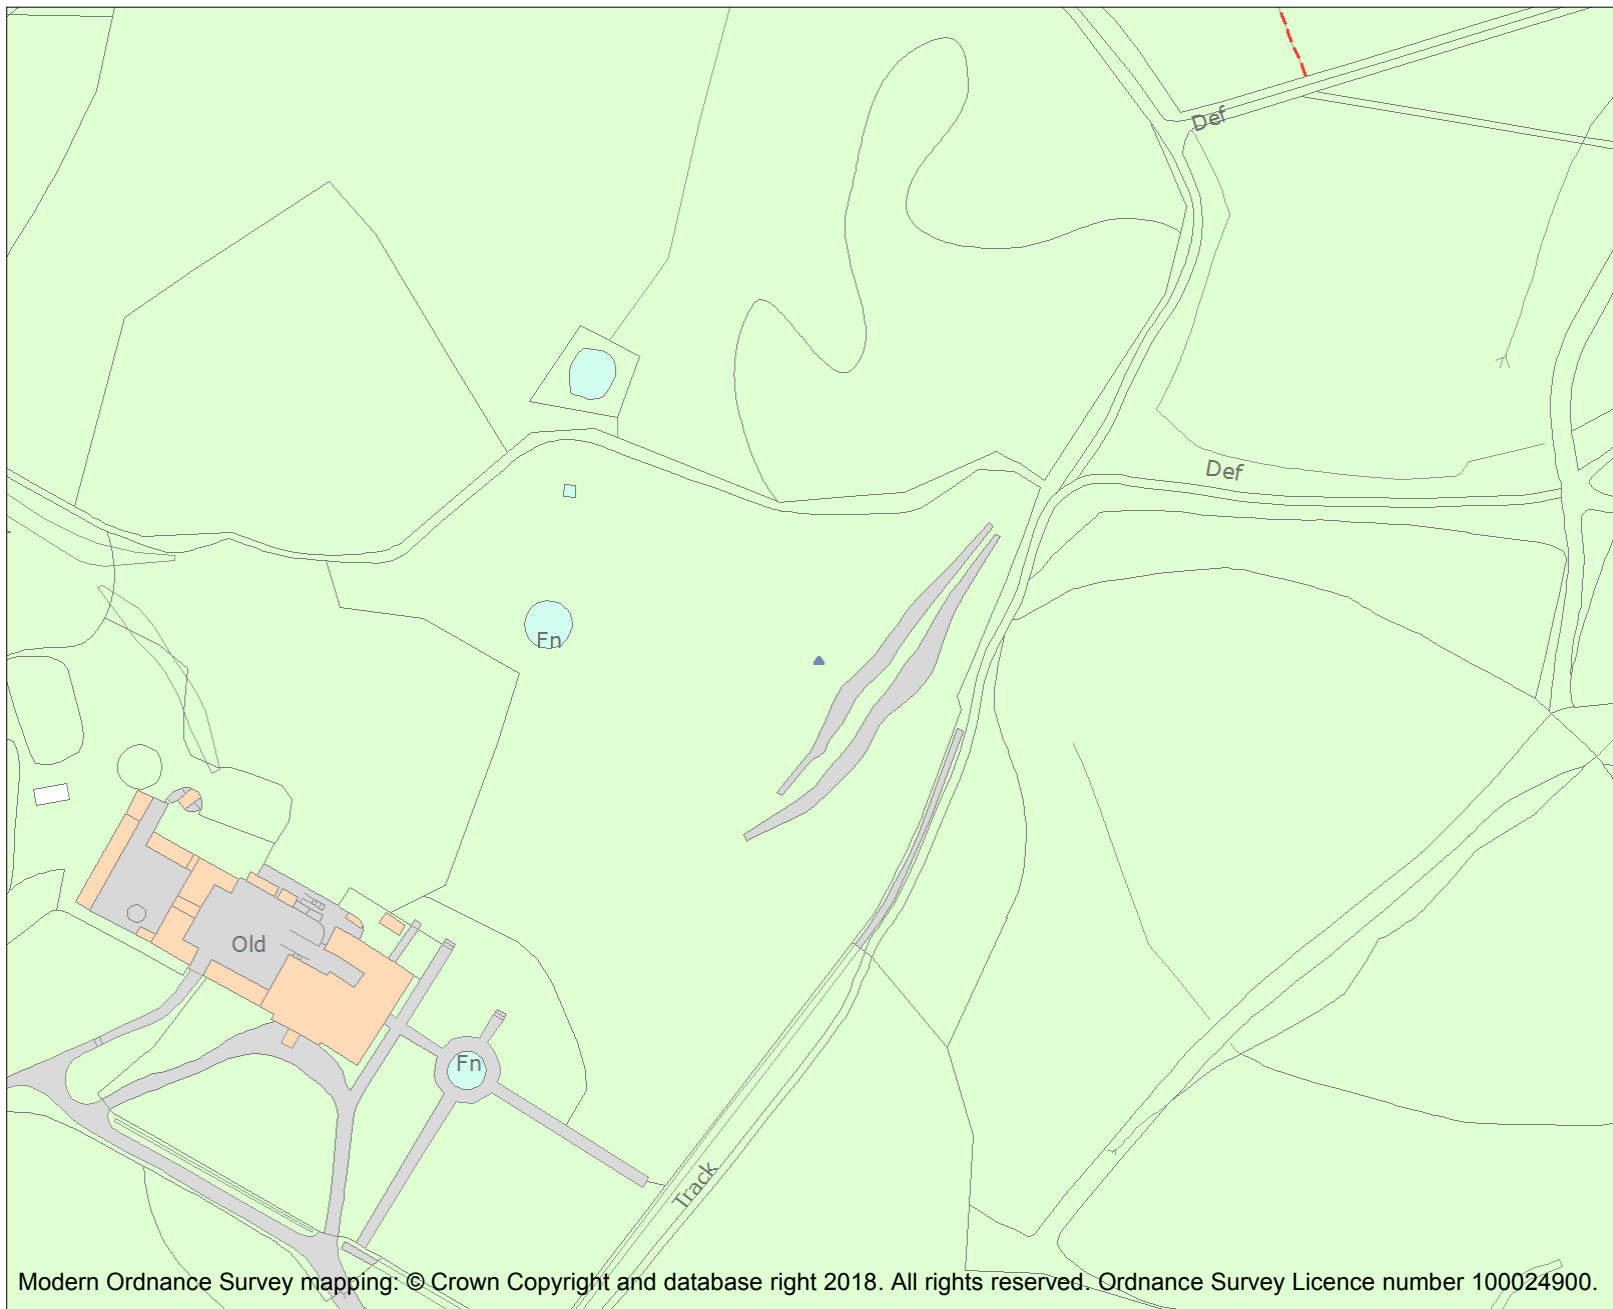 Def
Def
Fn
Old
Fn
Track
Modern Ordnance Survey mapping: © Crown Copyright and database right 2018. All rights reserved. Ordnance Survey Licence number 100024900.